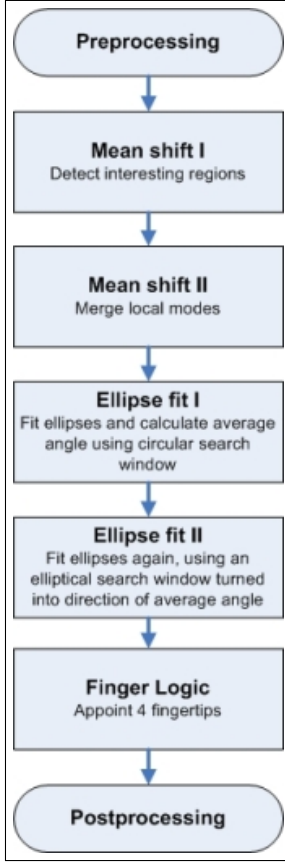 Preprocessing
Mean shift I
Detect interesting regions
Mean shift II
Merge local modes
Ellipse fit I
Fit ellipses and calculate average
angle using circular search
window
Ellipse fit II
Fit ellipses again, using an
elliptical search window turned
into direction of average angle
Finger Logic
Appoint 4 fingertips
Postprocessing